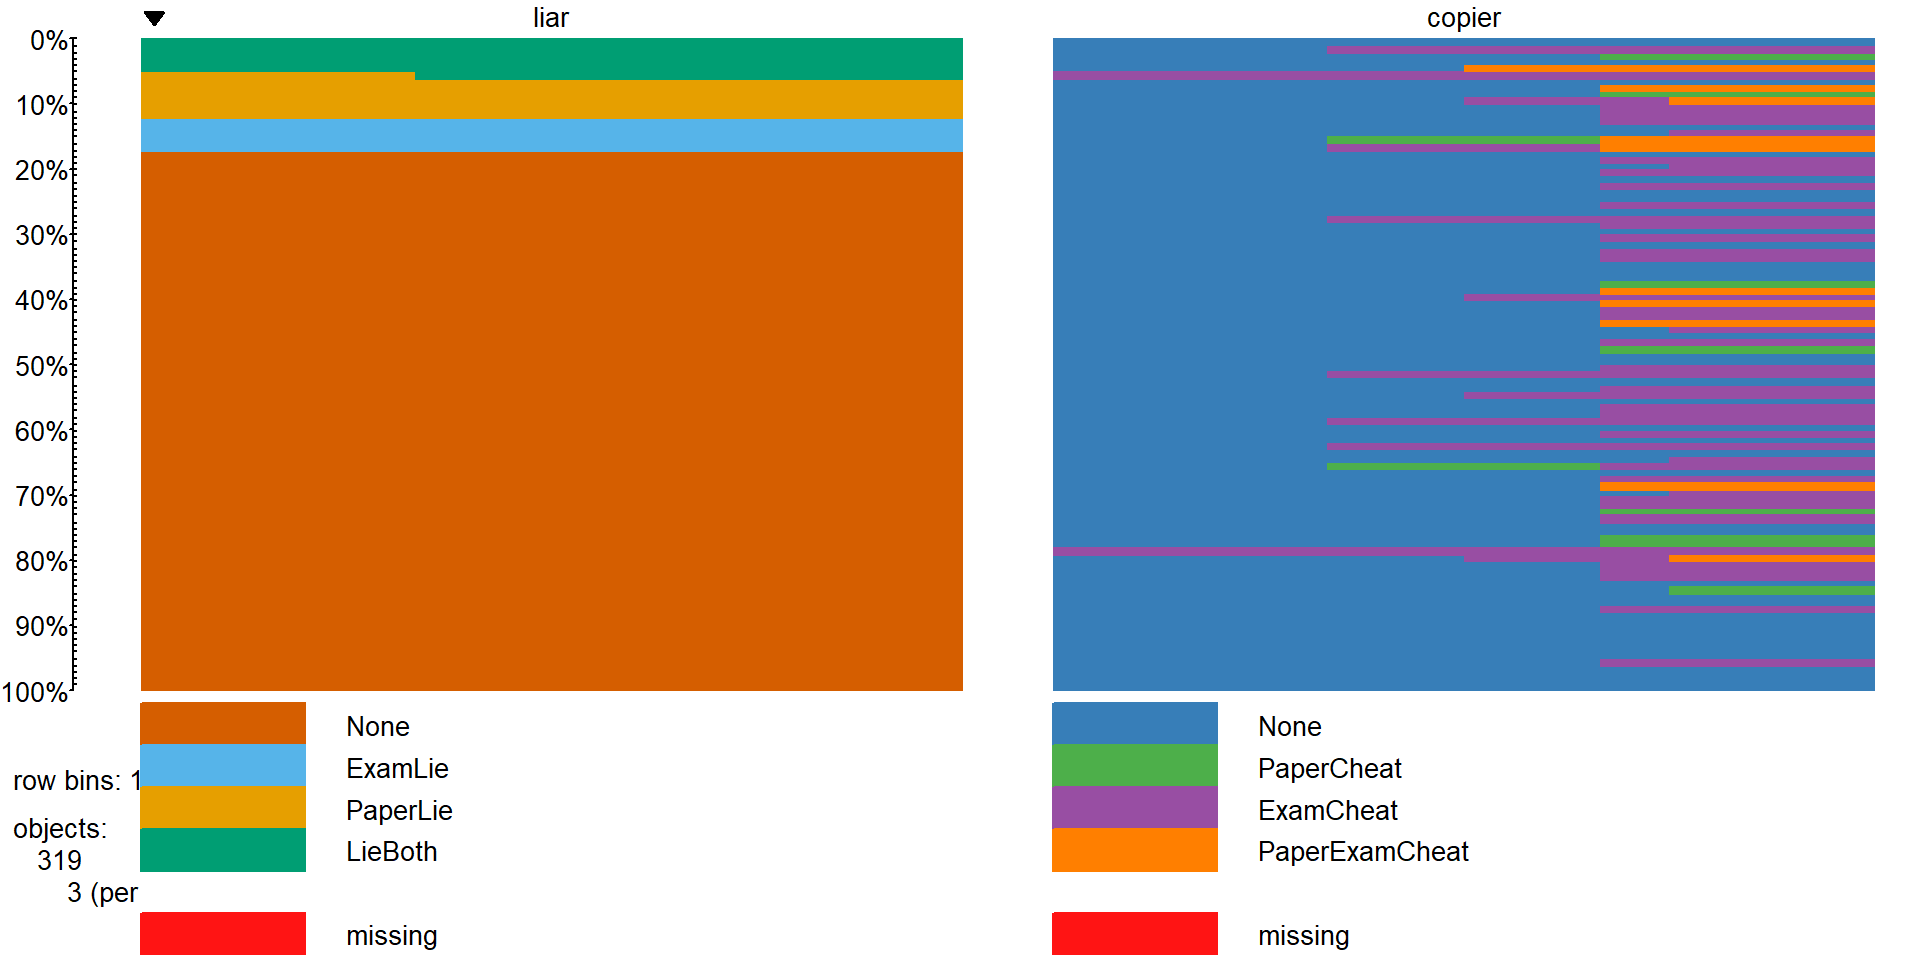 liar
copier
0%
10%
20%
30%
40%
50%
60%
70%
80%
90%
100%
row bins: 1
objects:
319
3 (per
None
ExamLie
PaperLie
LieBoth
missing
None
PaperCheat
ExamCheat
PaperExamCheat
missing